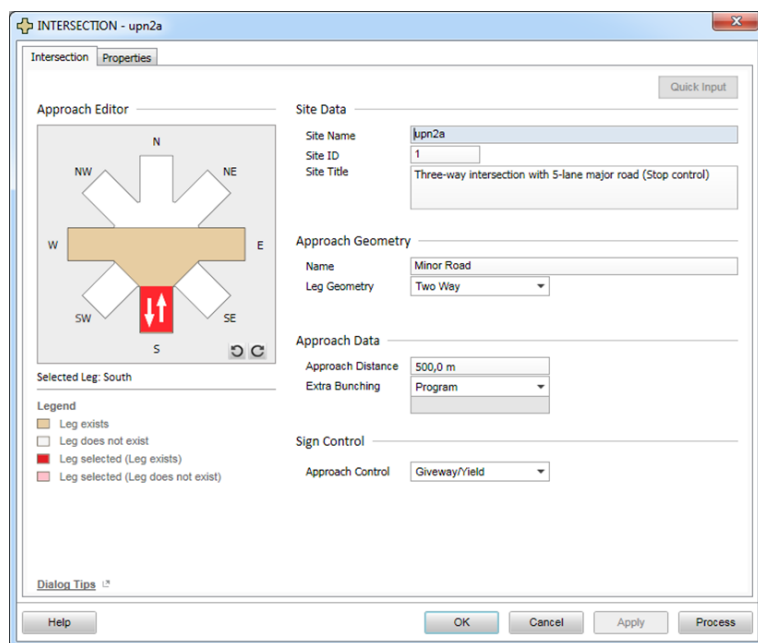 INTERSECTION - upn2a
Intersection Properties
Quick Input
Approach Editor
N
NW NE
W E
SW SE
S
Selected Leg: South
Legend
Leg exists
Leg does not exist
Leg selected (Leg exists)
Leg selected (Leg does not exist)
Dialog Tips
Site Data
Site Name upn2a
Site ID 1
Site Title Three-way intersection with 5-lane major road (Stop control)
Approach Geometry
Name Minor Road
Leg Geometry Two Way
Approach Data
Approach Distance 500,0 m
Extra Bunching Program
Sign Control
Approach Control Giveway/Yield
Help OK Cancel Apply Process